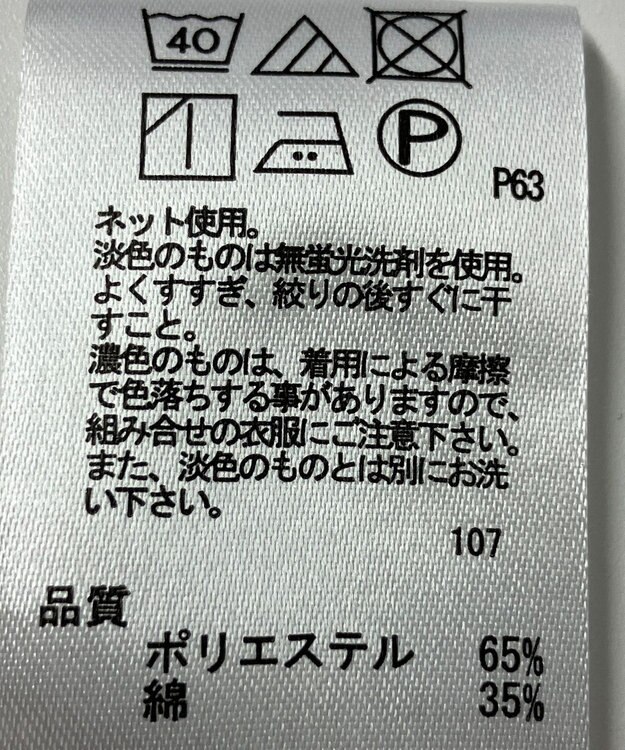 40
P
P63
ネット使用。
淡色のものは無蛍光洗剤を使用。
よくすすぎ、絞りの後すぐに干
すこと。
濃色のものは、着用による摩擦
で色落ちする事がありますので、
組み合せの衣服にご注意下さい。
また、淡色のものとは別にお洗
い下さい。
107
品質
ポリエステル 65%
綿 35%